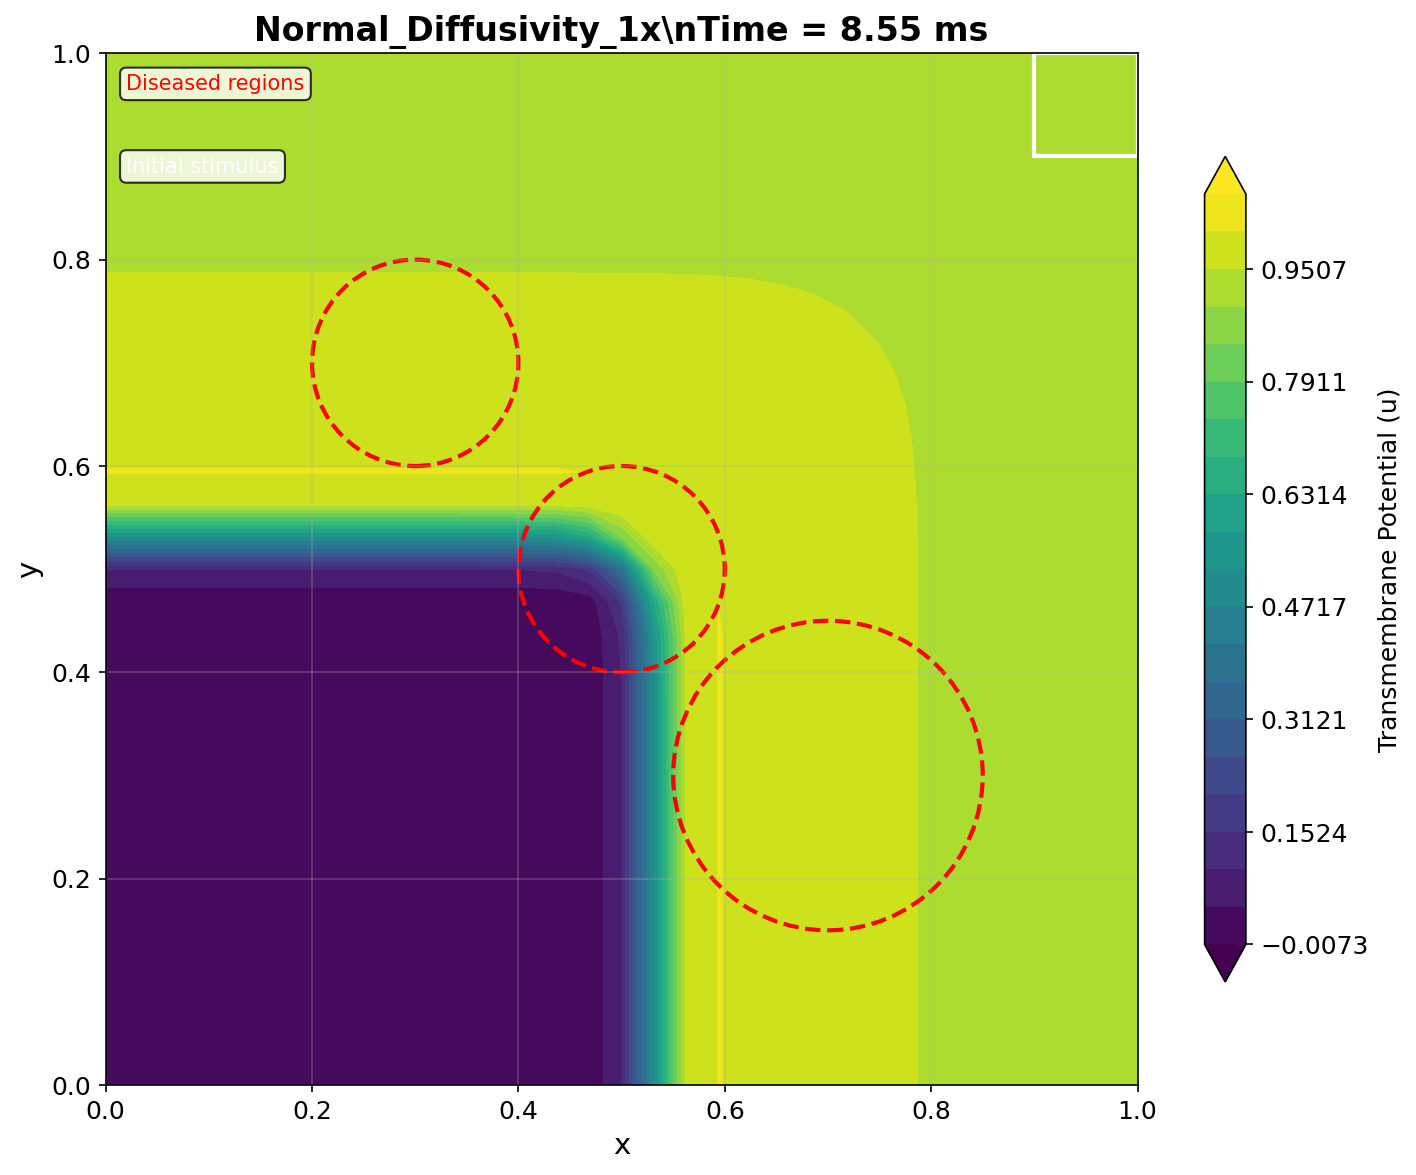 Normal_Diffusivity_1x\nTime = 8.55 ms
1.0
Diseased regions
Initial stimulus
0.8
0.6
0.4
0.2
0.0
y
0.0 0.2 0.4 0.6 0.8 1.0
x
0.9507
0.7911
0.6314
0.4717
0.3121
0.1524
−0.0073
Transmembrane Potential (u)